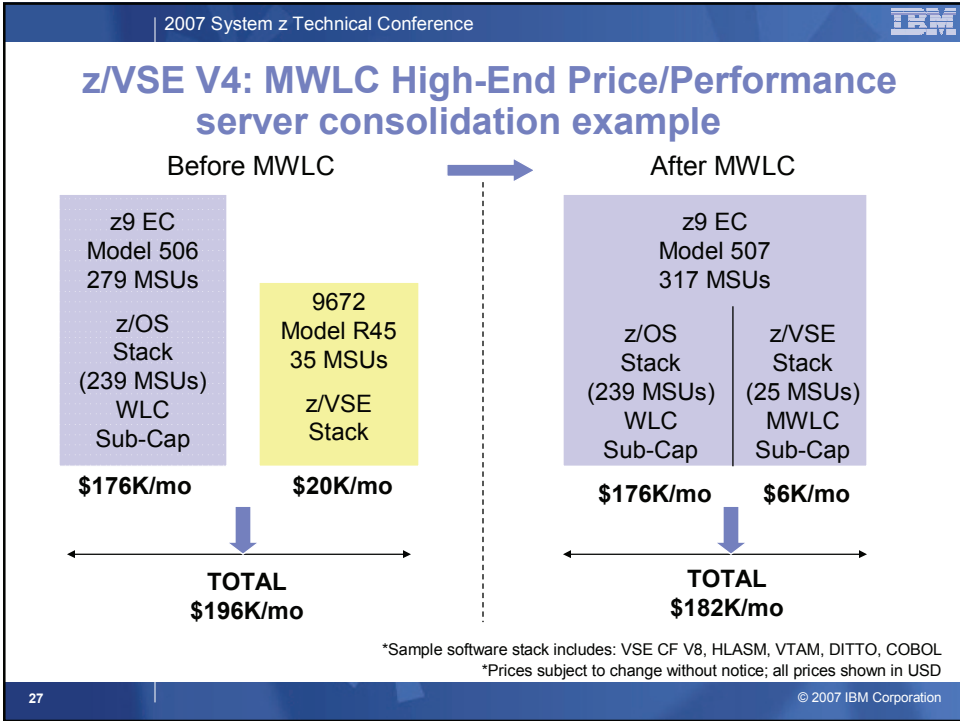 2007 System z Technical Conference
IBM
z/VSE V4: MWLC High-End Price/Performance
server consolidation example
Before MWLC
z9 EC
Model 506
279 MSUs
z/OS
Stack
(239 MSUs)
WLC
Sub-Cap
$176K/mo
9672
Model R45
35 MSUs
z/VSE
Stack
$20K/mo
TOTAL
$196K/mo
After MWLC
z9 EC
Model 507
317 MSUs
z/OS
Stack
(239 MSUs)
WLC
Sub-Cap
$176K/mo
z/VSE
Stack
(25 MSUs)
MWLC
Sub-Cap
$6K/mo
TOTAL
$182K/mo
*Sample software stack includes: VSE CF V8, HLASM, VTAM, DITTO, COBOL
*Prices subject to change without notice; all prices shown in USD
27
© 2007 IBM Corporation